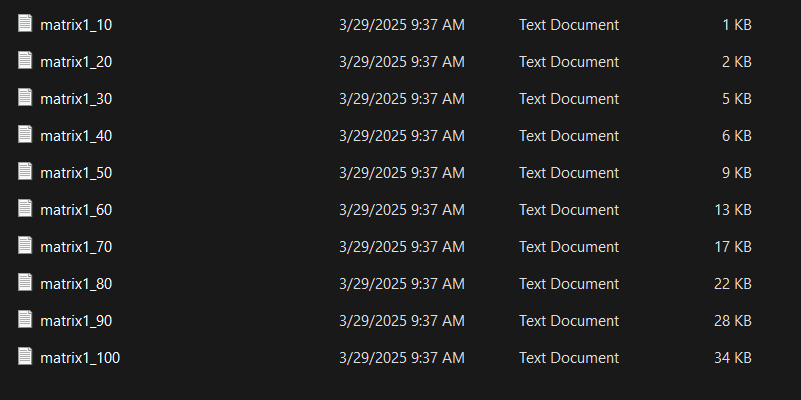 matrix1_10 3/29/2025 9:37 AM Text Document 1 KB
matrix1_20 3/29/2025 9:37 AM Text Document 2 KB
matrix1_30 3/29/2025 9:37 AM Text Document 5 KB
matrix1_40 3/29/2025 9:37 AM Text Document 6 KB
matrix1_50 3/29/2025 9:37 AM Text Document 9 KB
matrix1_60 3/29/2025 9:37 AM Text Document 13 KB
matrix1_70 3/29/2025 9:37 AM Text Document 17 KB
matrix1_80 3/29/2025 9:37 AM Text Document 22 KB
matrix1_90 3/29/2025 9:37 AM Text Document 28 KB
matrix1_100 3/29/2025 9:37 AM Text Document 34 KB